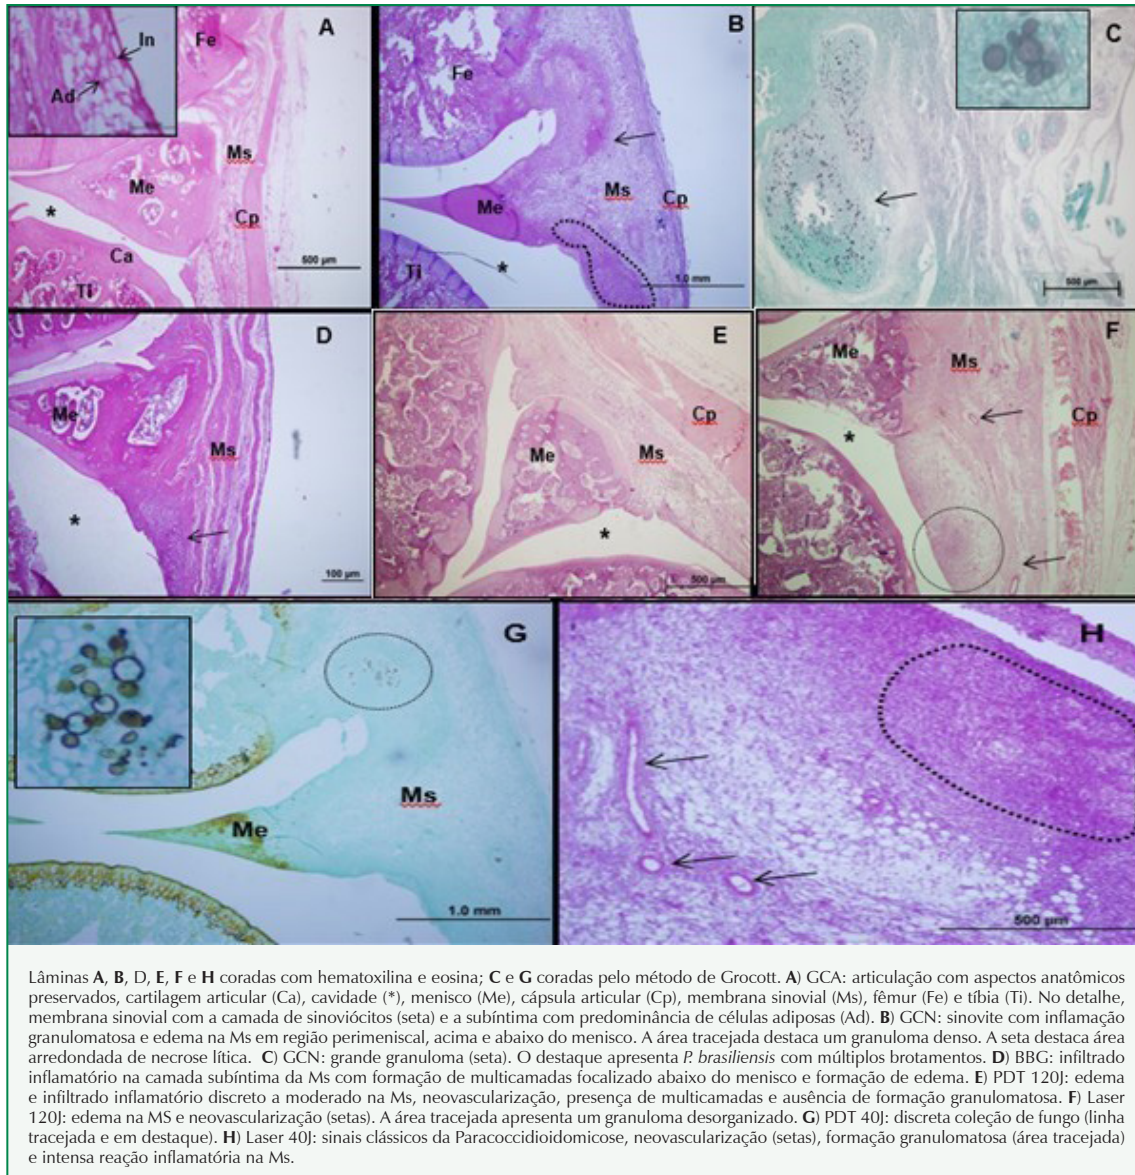 A
In
Ad
Fe
Me
Ms
*
Cp
Ca
Ti
500 µm
B
Fe
Ms
Me
Cp
Ti
*
1.0 mm
C
500 µm
D
Me
Ms
*
100 µm
E
Cp
Me
Ms
*
500 µm
F
Me
Ms
Cp
*
G
Ms
Me
1.0 mm
H
500 µm
Lâminas A, B, D, E, F e H coradas com hematoxilina e eosina; C e G coradas pelo método de Grocott. A) GCA: articulação com aspectos anatômicos
preservados, cartilagem articular (Ca), cavidade (*), menisco (Me), cápsula articular (Cp), membrana sinovial (Ms), fêmur (Fe) e tíbia (Ti). No detalhe,
membrana sinovial com a camada de sinoviócitos (seta) e a subíntima com predominância de células adiposas (Ad). B) GCN: sinovite com inflamação
granulomatosa e edema na Ms em região perimeniscal, acima e abaixo do menisco. A área tracejada destaca um granuloma denso. A seta destaca área
arredondada de necrose lítica. C) GCN: grande granuloma (seta). O destaque apresenta P. brasiliensis com múltiplos brotamentos. D) BBG: infiltrado
inflamatório na camada subíntima da Ms com formação de multicamadas focalizado abaixo do menisco e formação de edema. E) PDT 120J: edema
e infiltrado inflamatório discreto a moderado na Ms, neovascularização, presença de multicamadas e ausência de formação granulomatosa. F) Laser
120J: edema na MS e neovascularização (setas). A área tracejada apresenta um granuloma desorganizado. G) PDT 40J: discreta coleção de fungo (linha
tracejada e em destaque). H) Laser 40J: sinais clássicos da Paracoccidioidomicose, neovascularização (setas), formação granulomatosa (área tracejada)
e intensa reação inflamatória na Ms.